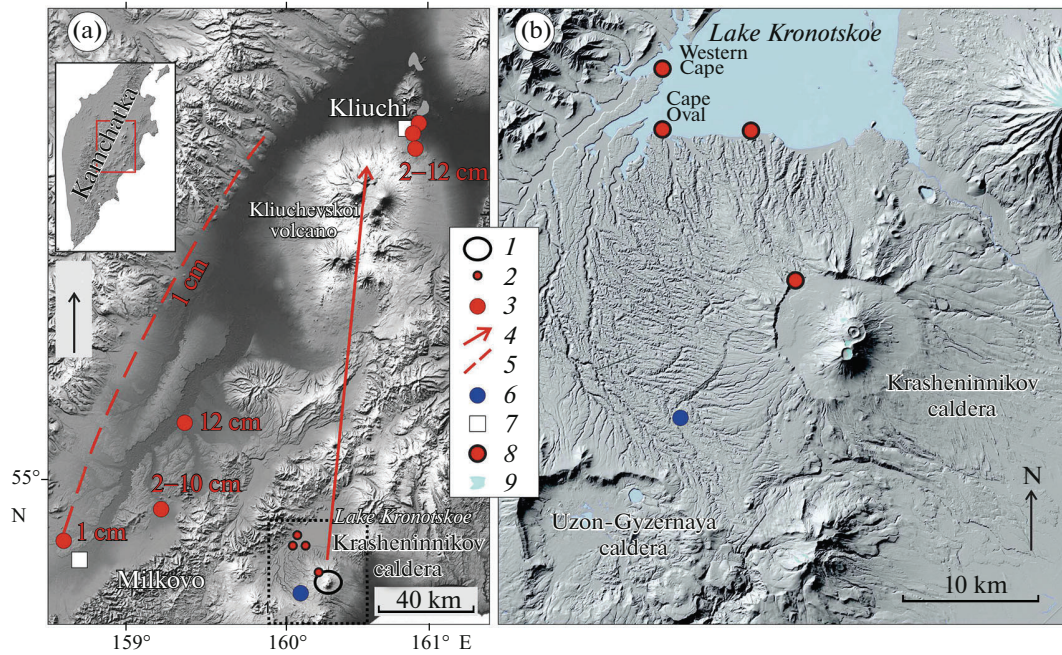 (a)
Kamchatka
Kliuchi
2–12 cm
Kliuchevskoi
volcano
1 cm
12 cm
2–10 cm
1 cm
Milkovo
Lake Kronotskoe
Krasheninnikov
caldera
40 km
55°
N
159°
160°
161° E
1
2
3
4
5
6
7
8
9
(b)
Lake Kronotskoe
Western
Cape
Cape
Oval
Krasheninnikov
caldera
Uzon-Gyzernaya
caldera
N
10 km